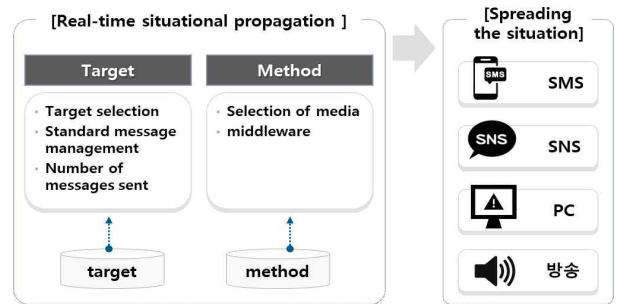 [Real-time situational propagation ]
Target
· Target selection
· Standard message
management
· Number of
messages sent
target
Method
· Selection of media
· middleware
method
[Spreading
the situation]
SMS
SMS
SNS
SNS
PC
방송